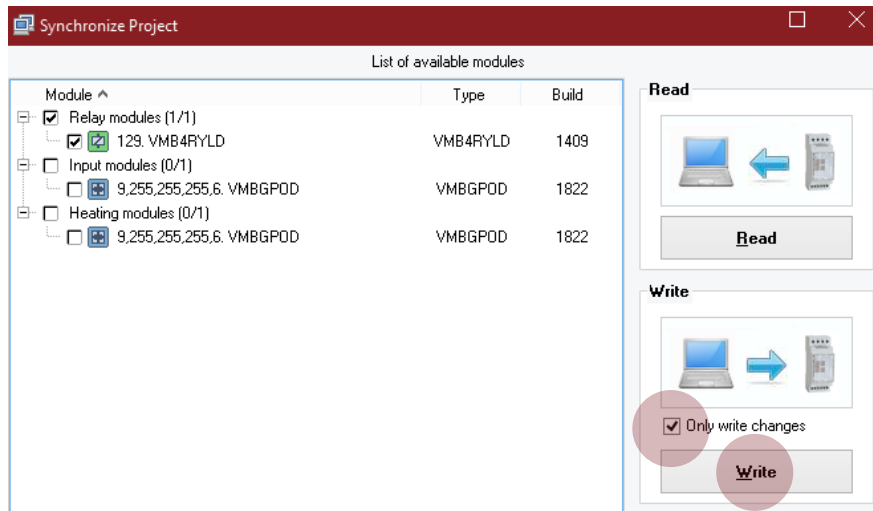 Synchronize Project
List of available modules
Module Type Build
Relay modules (1/1)
129. VMB4RYLD VMB4RYLD 1409
Input modules (0/1)
9,255,255,255,6. VMBGPOD VMBGPOD 1822
Heating modules (0/1)
9,255,255,255,6. VMBGPOD VMBGPOD 1822
Read
Read
Write
Only write changes
Write